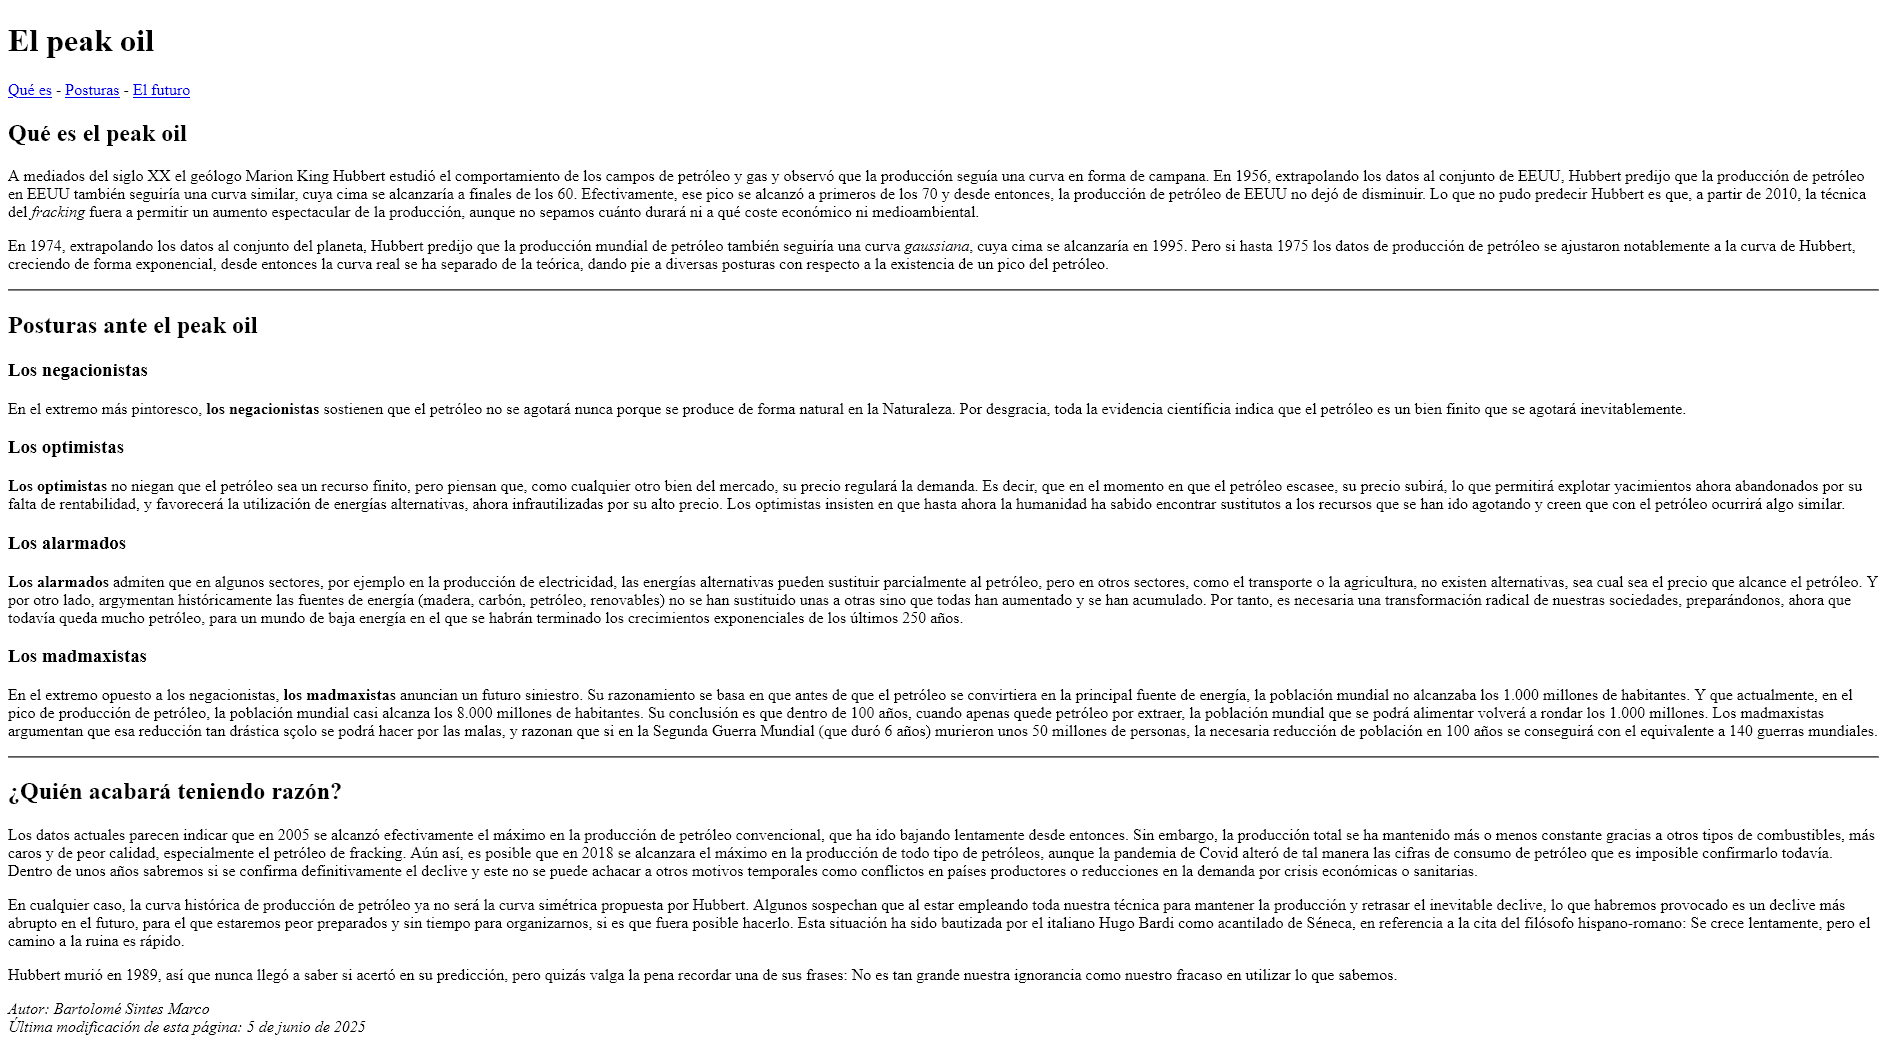 El peak oil
Qué es - Posturas - El futuro
Qué es el peak oil
A mediados del siglo XX el geólogo Marion King Hubbert estudió el comportamiento de los campos de petróleo y gas y observó que la producción seguía una curva en forma de campana. En 1956, extrapolando los datos al conjunto de EEUU, Hubbert predijo que la producción de petróleo
en EEUU también seguiría una curva similar, cuya cima se alcanzaría a fínales de los 60. Efectivamente, ese pico se alcanzó a primeros de los 70 y desde entonces, la producción de petróleo de EEUU no dejó de disminuir. Lo que no pudo predecir Hubbert es que, a partir de 2010, la técnica
del fracking fuera a permitir un aumento espectacular de la producción, aunque no sepamos cuánto durará ni a qué coste económico ni medioambiental.
En 1974, extrapolando los datos al conjunto del planeta, Hubbert predijo que la producción mundial de petróleo también seguiría una curva gaussiana, cuya cima se alcanzaría en 1995. Pero si hasta 1975 los datos de producción de petróleo se ajustaron notablemente a la curva de Hubbert,
creciendo de forma exponencial, desde entonces la curva real se ha separado de la teórica, dando pie a diversas posturas con respecto a la existencia de un pico del petróleo.
Posturas ante el peak oil
Los negacionistas
En el extremo más pintoresco, los negacionistas sostienen que el petróleo no se agotará nunca porque se produce de forma natural en la Naturaleza. Por desgracia, toda la evidencia científicia indica que el petróleo es un bien finito que se agotará inevitablemente.
Los optimistas
Los optimistas no niegan que el petróleo sea un recurso finito, pero piensan que, como cualquier otro bien del mercado, su precio regulará la demanda. Es decir, que en el momento en que el petróleo escasee, su precio subirá, lo que permitirá explotar yacimientos ahora abandonados por su
falta de rentabilidad, y favorecerá la utilización de energías alternativas, ahora infrautilizadas por su alto precio. Los optimistas insisten en que hasta ahora la humanidad ha sabido encontrar sustitutos a los recursos que se han ido agotando y creen que con el petróleo ocurrirá algo similar.
Los alarmados
Los alarmados admiten que en algunos sectores, por ejemplo en la producción de electricidad, las energías alternativas pueden sustituir parcialmente al petróleo, pero en otros sectores, como el transporte o la agricultura, no existen alternativas, sea cual sea el precio que alcance el petróleo. Y
por otro lado, argymentan históricamente las fuentes de energía (madera, carbón, petróleo, renovables) no se han sustituido unas a otras sino que todas han aumentado y se han acumulado. Por tanto, es necesaria una transformación radical de nuestras sociedades, preparándonos, ahora que
todavía queda mucho petróleo, para un mundo de baja energía en el que se habrán terminado los crecimientos exponenciales de los últimos 250 años.
Los madmaxistas
En el extremo opuesto a los negacionistas, los madmaxistas anuncian un futuro siniestro. Su razonamiento se basa en que antes de que el petróleo se convirtiera en la principal fuente de energía, la población mundial no alcanzaba los 1.000 millones de habitantes. Y que actualmente, en el
pico de producción de petróleo, la población mundial casi alcanza los 8.000 millones de habitantes. Su conclusión es que dentro de 100 años, cuando apenas quede petróleo por extraer, la población mundial que se podrá alimentar volverá a rondar los 1.000 millones. Los madmaxistas
argumentan que esa reducción tan drástica sçolo se podrá hacer por las malas, y razonan que si en la Segunda Guerra Mundial (que duró 6 años) murieron unos 50 millones de personas, la necesaria reducción de población en 100 años se conseguirá con el equivalente a 140 guerras mundiales.
¿Quién acabará teniendo razón?
Los datos actuales parecen indicar que en 2005 se alcanzó efectivamente el máximo en la producción de petróleo convencional, que ha ido bajando lentamente desde entonces. Sin embargo, la producción total se ha mantenido más o menos constante gracias a otros tipos de combustibles, más
caros y de peor calidad, especialmente el petróleo de fracking. Aún así, es posible que en 2018 se alcanzara el máximo en la producción de todo tipo de petróleos, aunque la pandemia de Covid alteró de tal manera las cifras de consumo de petróleo que es imposible confirmarlo todavía.
Dentro de unos años sabremos si se confirma definitivamente el declive y este no se puede achacar a otros motivos temporales como conflictos en países productores o reducciones en la demanda por crisis económicas o sanitarias.
En cualquier caso, la curva histórica de producción de petróleo ya no será la curva simétrica propuesta por Hubbert. Algunos sospechan que al estar empleando toda nuestra técnica para mantener la producción y retrasar el inevitable declive, lo que habremos provocado es un declive más
abrupto en el futuro, para el que estaremos peor preparados y sin tiempo para organizarnos, si es que fuera posible hacerlo. Esta situación ha sido bautizada por el italiano Hugo Bardi como acantilado de Séneca, en referencia a la cita del filósofo hispano-romano: Se crece lentamente, pero el
camino a la ruina es rápido.
Hubbert murió en 1989, así que nunca llegó a saber si acertó en su predicción, pero quizás valga la pena recordar una de sus frases: No es tan grande nuestra ignorancia como nuestro fracaso en utilizar lo que sabemos.
Autor: Bartolomé Sintes Marco
Última modificación de esta página: 5 de junio de 2025